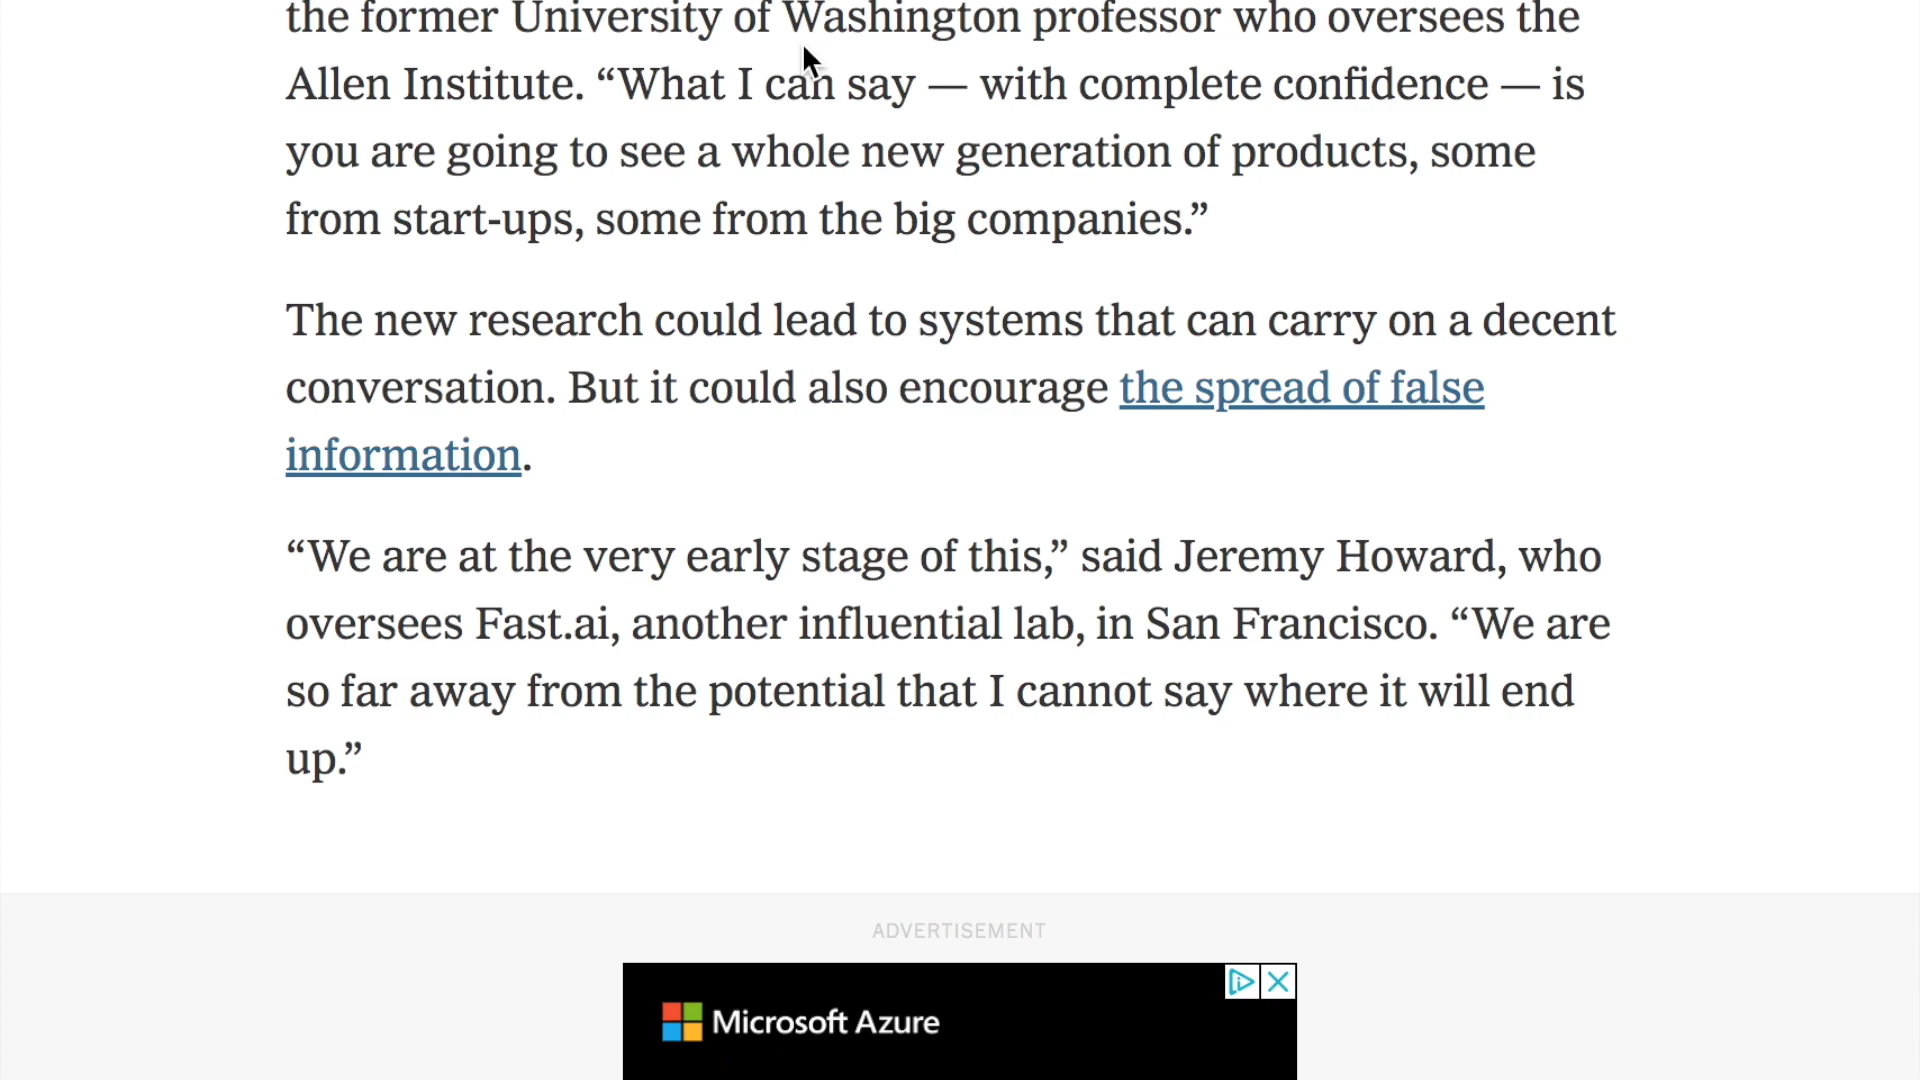 the former University of Washington professor who oversees the
Allen Institute. “What I can say — with complete confidence — is
you are going to see a whole new generation of products, some
from start-ups, some from the big companies.”
The new research could lead to systems that can carry on a decent
conversation. But it could also encourage the spread of false
information.
“We are at the very early stage of this,” said Jeremy Howard, who
oversees Fast.ai, another influential lab, in San Francisco. “We are
so far away from the potential that I cannot say where it will end
up.”
ADVERTISEMENT
Microsoft Azure